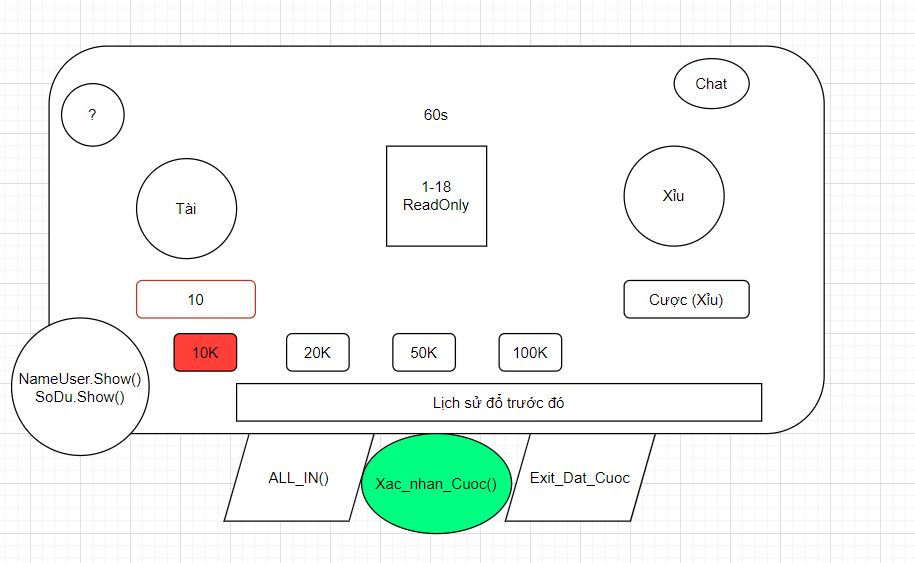 Chat
?
60s
1-18
ReadOnly
Tài
Xỉu
10
Cược (Xỉu)
10K
20K
50K
100K
NameUser.Show()
SoDu.Show()
Lịch sử đổ trước đó
ALL_IN()
Xac_nhan_Cuoc()
Exit_Dat_Cuoc